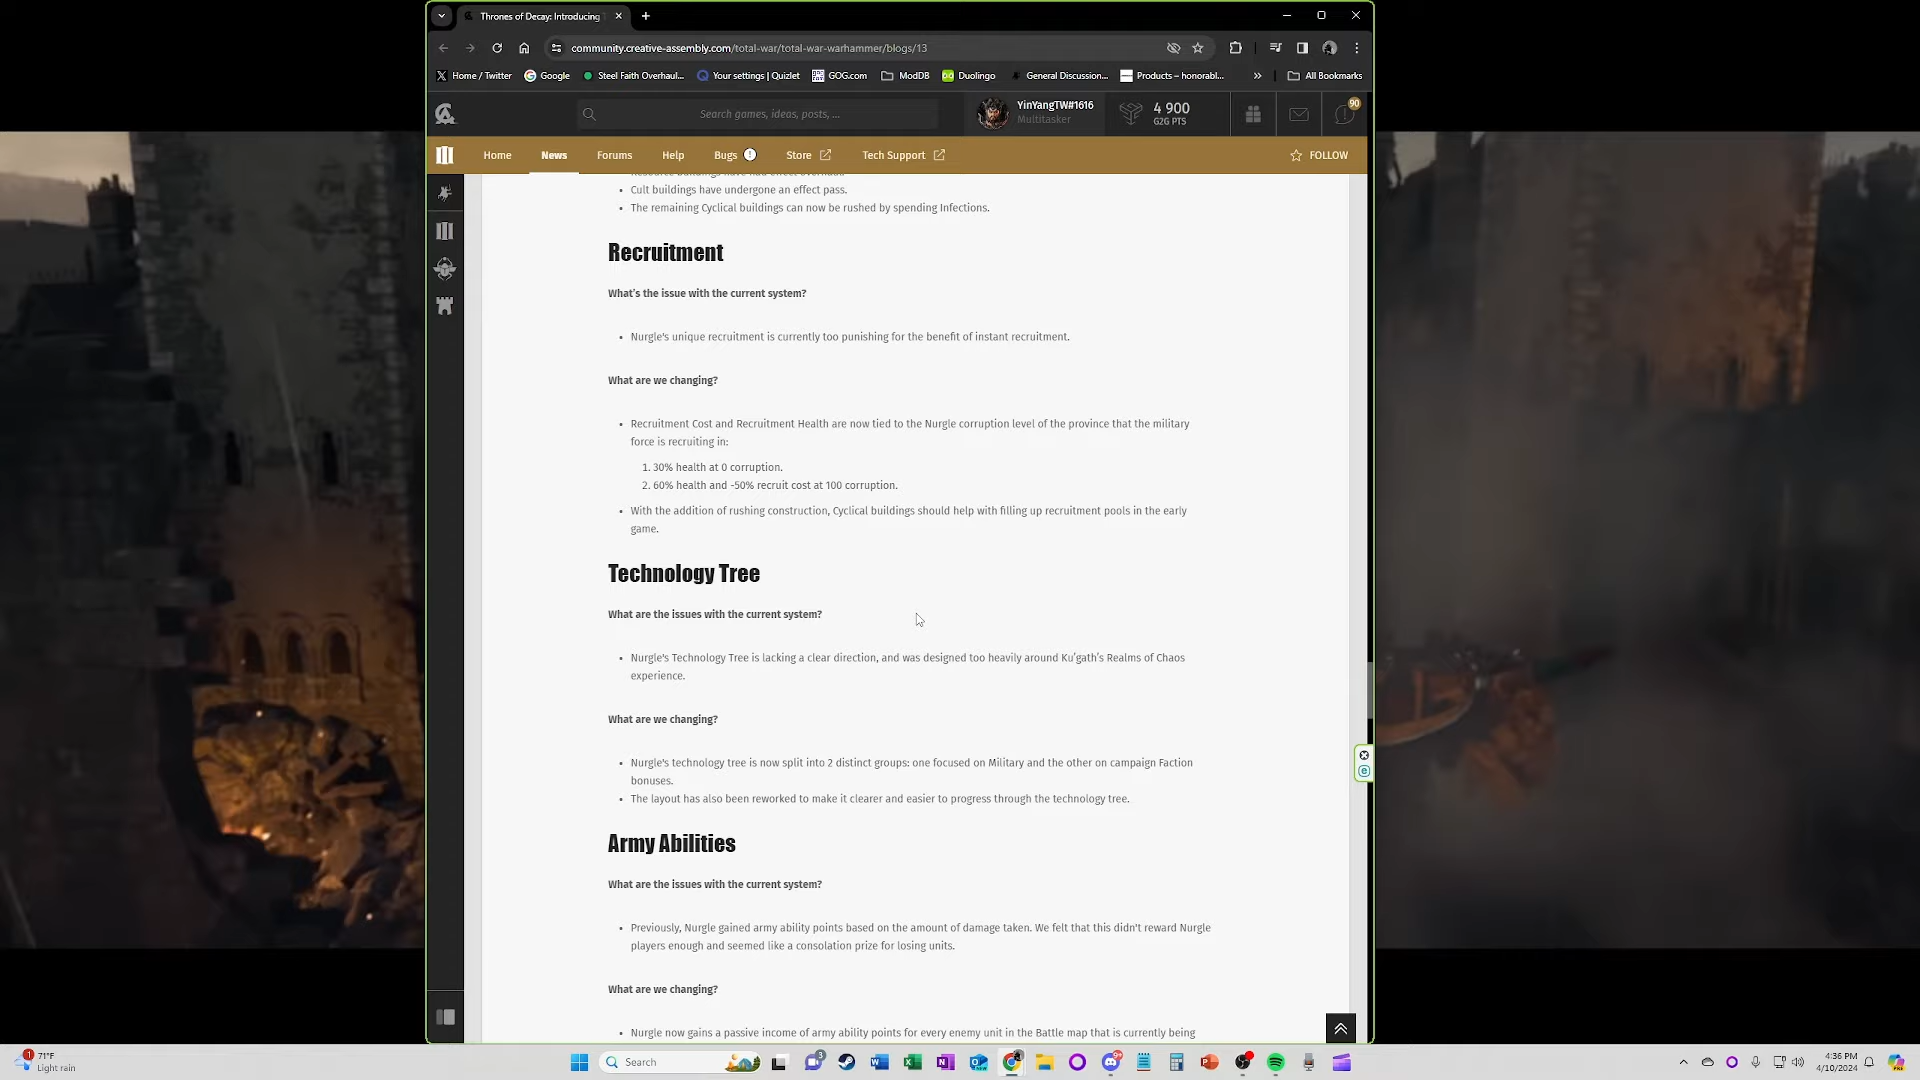 Thrones of Decay: Introducing
community.creative-assembly.com/total-war/total-war-warhammer/blogs/13
Home / Twitter
Google
Steel Faith Overhaul...
Your settings | Quizlet
GOG.com
ModDB
Duolingo
General Discussion...
Products – honorabl...
»
All Bookmarks
Search games, ideas, posts, ...
YinYangTW#1616
Multitasker
4 900
G2G PTS
90
Home
News
Forums
Help
Bugs
Store
Tech Support
FOLLOW
• Cult buildings have undergone an effect pass.
• The remaining Cyclical buildings can now be rushed by spending Infections.
Recruitment
What's the issue with the current system?
• Nurgle's unique recruitment is currently too punishing for the benefit of instant recruitment.
What are we changing?
• Recruitment Cost and Recruitment Health are now tied to the Nurgle corruption level of the province that the military
force is recruiting in:
1. 30% health at 0 corruption.
2. 60% health and -50% recruit cost at 100 corruption.
• With the addition of rushing construction, Cyclical buildings should help with filling up recruitment pools in the early
game.
Technology Tree
What are the issues with the current system?
• Nurgle's Technology Tree is lacking a clear direction, and was designed too heavily around Ku'gath's Realms of Chaos
experience.
What are we changing?
• Nurgle's technology tree is now split into 2 distinct groups: one focused on Military and the other on campaign Faction
bonuses.
• The layout has also been reworked to make it clearer and easier to progress through the technology tree.
Army Abilities
What are the issues with the current system?
• Previously, Nurgle gained army ability points based on the amount of damage taken. We felt that this didn't reward Nurgle
players enough and seemed like a consolation prize for losing units.
What are we changing?
• Nurgle now gains a passive income of army ability points for every enemy unit in the Battle map that is currently being
71°F
Light rain
Search
4:36 PM
4/10/2024